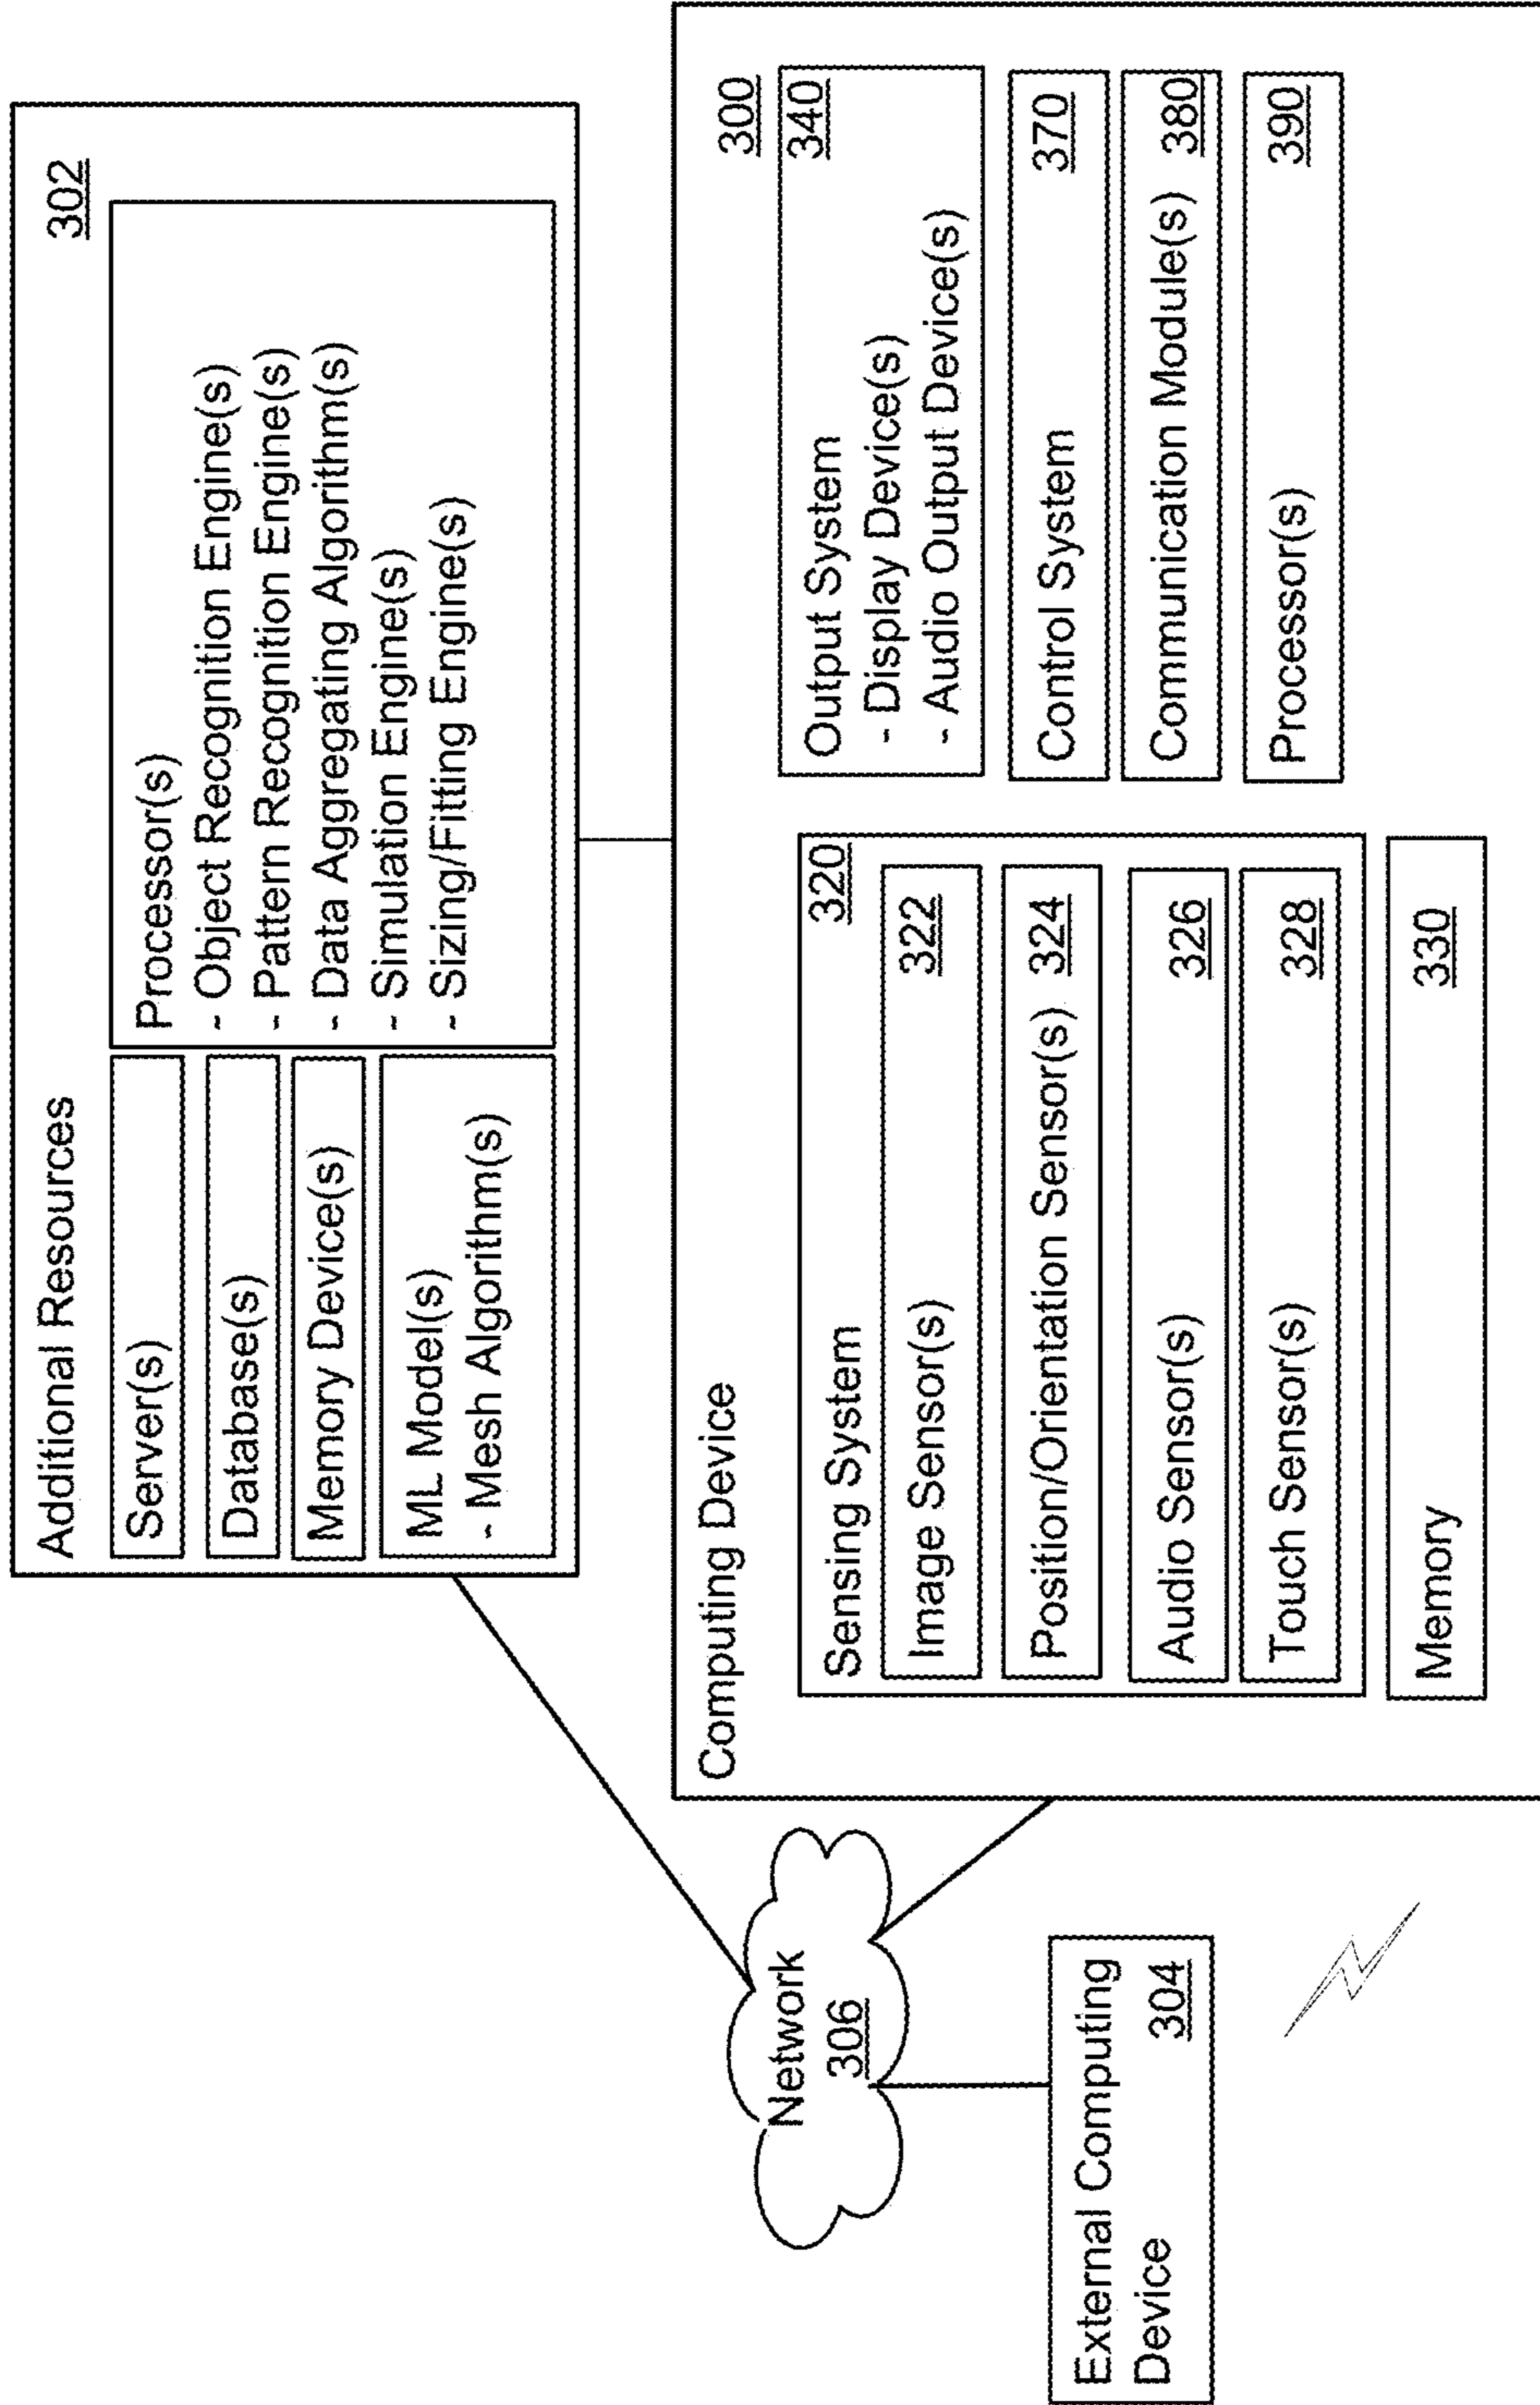 Additional Resources
302
Server(s)
Database(s)
Memory Device(s)
ML Model(s)
- Mesh Algorithm(s)
Processor(s)
- Object Recognition Engine(s)
- Pattern Recognition Engine(s)
- Data Aggregating Algorithm(s)
- Simulation Engine(s)
- Sizing/Fitting Engine(s)
Network
306
External Computing
Device 304
Computing Device
300
Sensing System
320
Image Sensor(s) 322
Position/Orientation Sensor(s) 324
Audio Sensor(s) 326
Touch Sensor(s) 328
Memory 330
Output System
340
- Display Device(s)
- Audio Output Device(s)
Control System 370
Communication Module(s) 380
Processor(s) 390